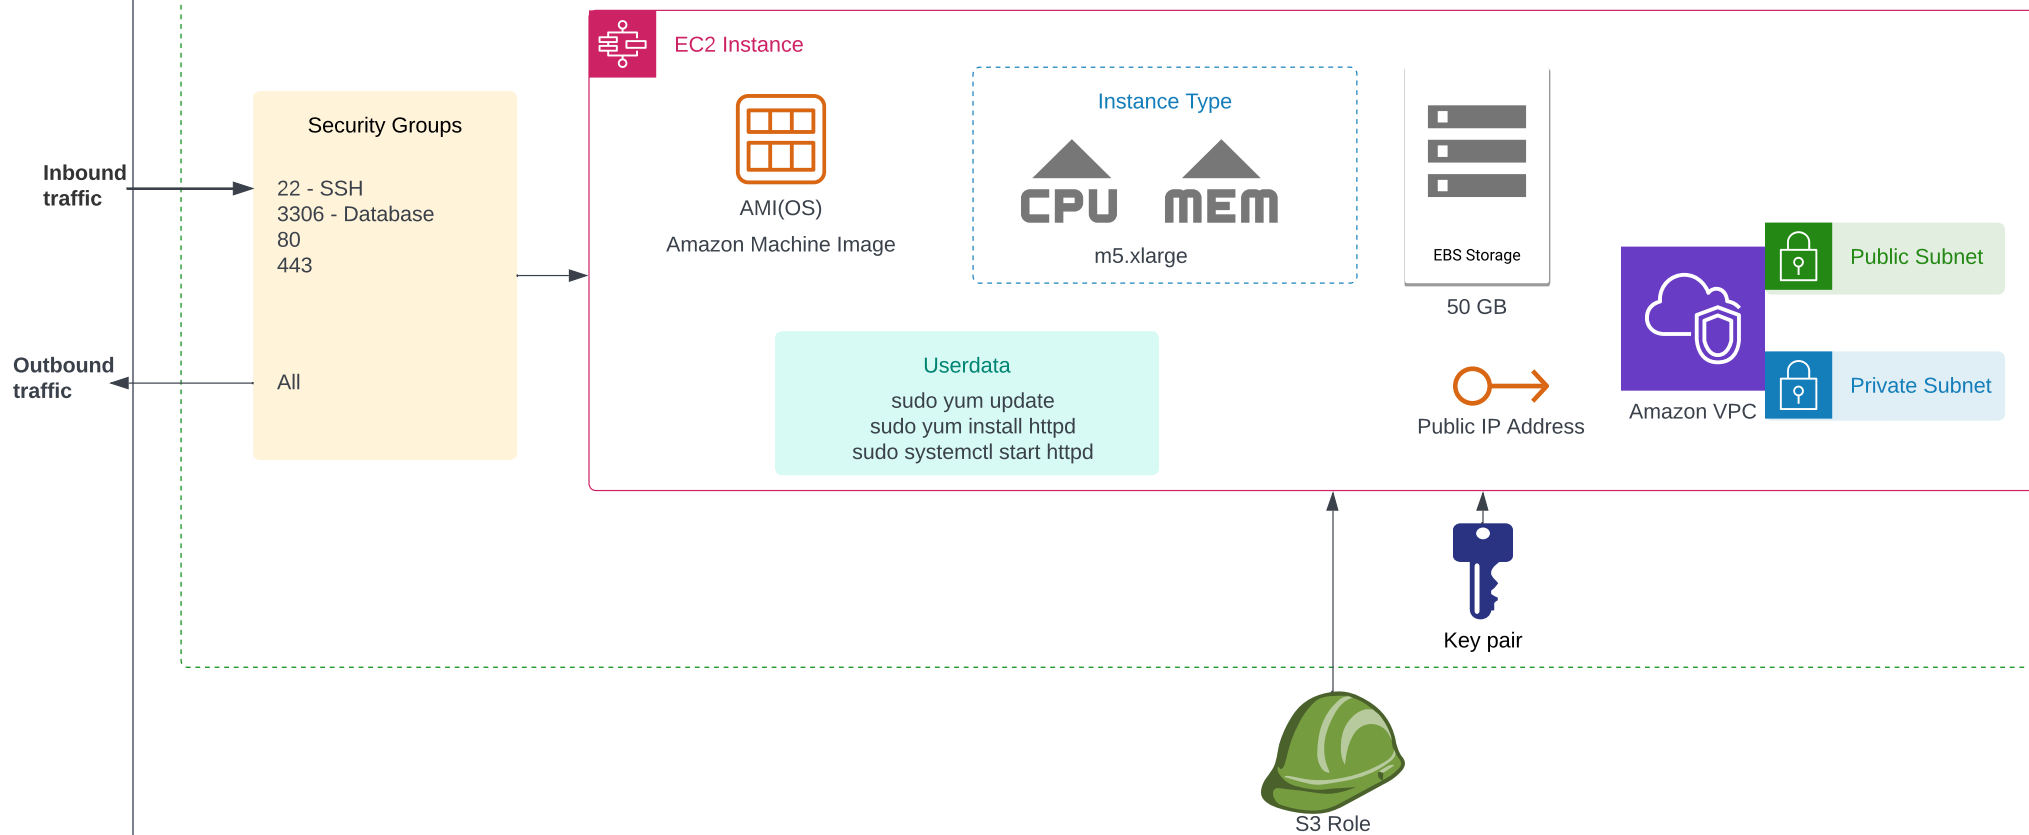 EC2 Instance
Security Groups
Inbound
traffic
22 - SSH
3306 - Database
80
443
Outbound
traffic
All
AMI(OS)
Amazon Machine Image
Instance Type
CPU
MEM
m5.xlarge
EBS Storage
50 GB
Userdata
sudo yum update
sudo yum install httpd
sudo systemctl start httpd
Public IP Address
Amazon VPC
Public Subnet
Private Subnet
Key pair
S3 Role